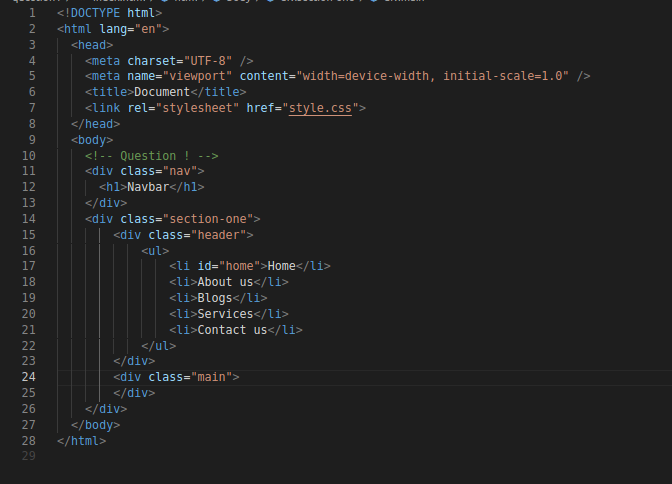 1 <!DOCTYPE html>
2 <html lang="en">
3   <head>
4     <meta charset="UTF-8" />
5     <meta name="viewport" content="width=device-width, initial-scale=1.0" />
6     <title>Document</title>
7     <link rel="stylesheet" href="style.css">
8   </head>
9   <body>
10     <!-- Question ! -->
11     <div class="nav">
12       <h1>Navbar</h1>
13     </div>
14     <div class="section-one">
15         <div class="header">
16             <ul>
17                 <li id="home">Home</li>
18                 <li>About us</li>
19                 <li>Blogs</li>
20                 <li>Services</li>
21                 <li>Contact us</li>
22             </ul>
23         </div>
24         <div class="main">
25         </div>
26     </div>
27   </body>
28 </html>
29